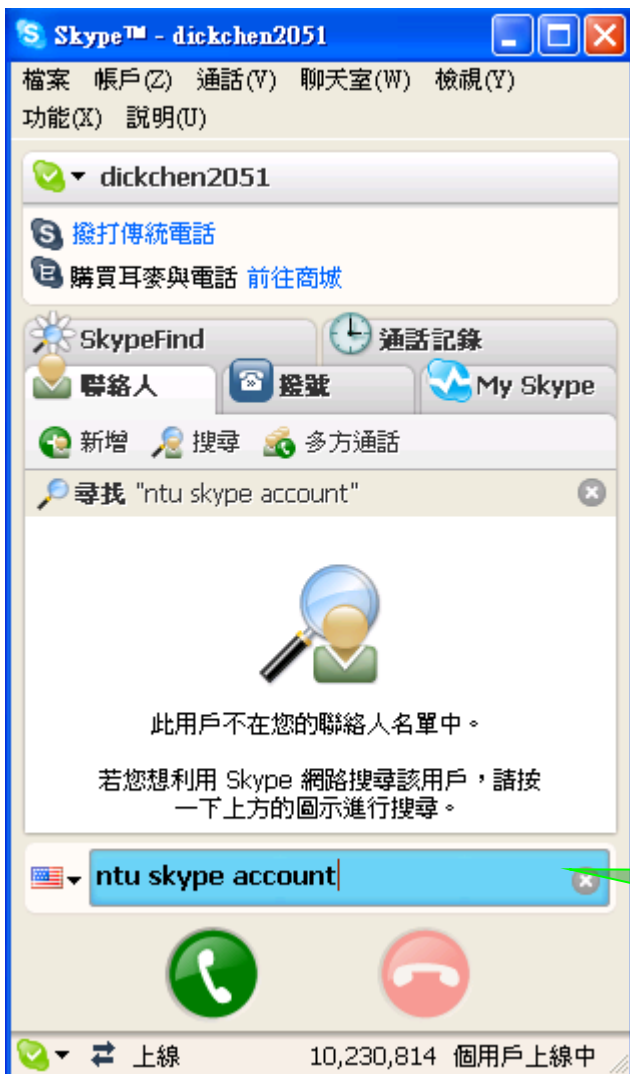 Skype™ - dickchen2051
檔案 帳戶(Z) 通話(V) 聊天室(W) 檢視(Y)
功能(X) 說明(U)
dickchen2051
撥打傳統電話
購買耳麥與電話 前往商城
SkypeFind 通話記錄
聯絡人 撥號 My Skype
新增 搜尋 多方通話
尋找 "ntu skype account"
此用戶不在您的聯絡人名單中。
若您想利用 Skype 網路搜尋該用戶，請按
一下上方的圖示進行搜尋。
ntu skype account
上線 10,230,814 個用戶上線中